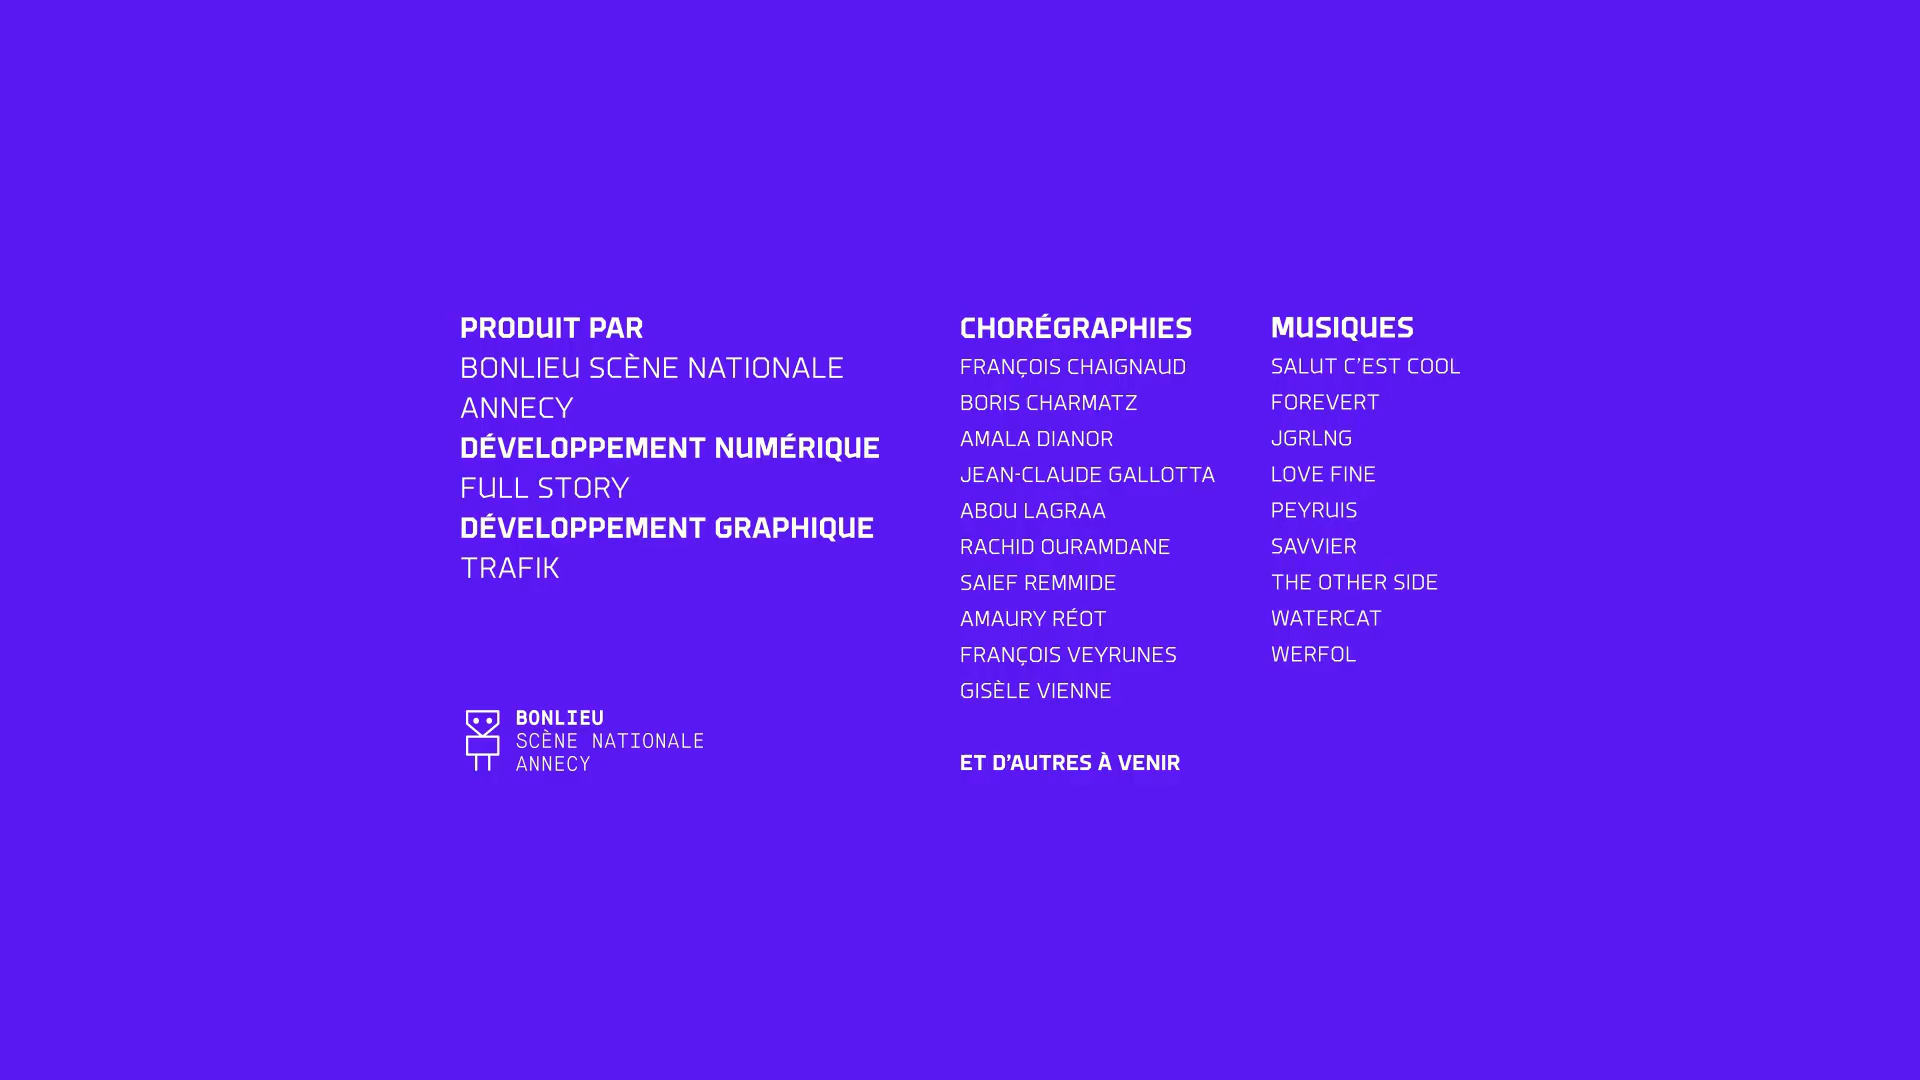 PRODUIT PAR
BONLIEU SCÈNE NATIONALE
ANNECY
DÉVELOPPEMENT NUMÉRIQUE
FULL STORY
DÉVELOPPEMENT GRAPHIQUE
TRAFIK
BONLIEU
SCÈNE NATIONALE
ANNECY
CHORÉGRAPHIES
FRANÇOIS CHAIGNAUD
BORIS CHARMATZ
AMALA DIANOR
JEAN-CLAUDE GALLOTTA
ABOU LAGRAA
RACHID OURAMDANE
SAIEF REMMIDE
AMAURY RÉOT
FRANÇOIS VEYRUNES
GISÈLE VIENNE
ET D’AUTRES À VENIR
MUSIQUES
SALUT C’EST COOL
FOREVERT
JGRLNG
LOVE FINE
PEYRUIS
SAVVIER
THE OTHER SIDE
WATERCAT
WERFOL